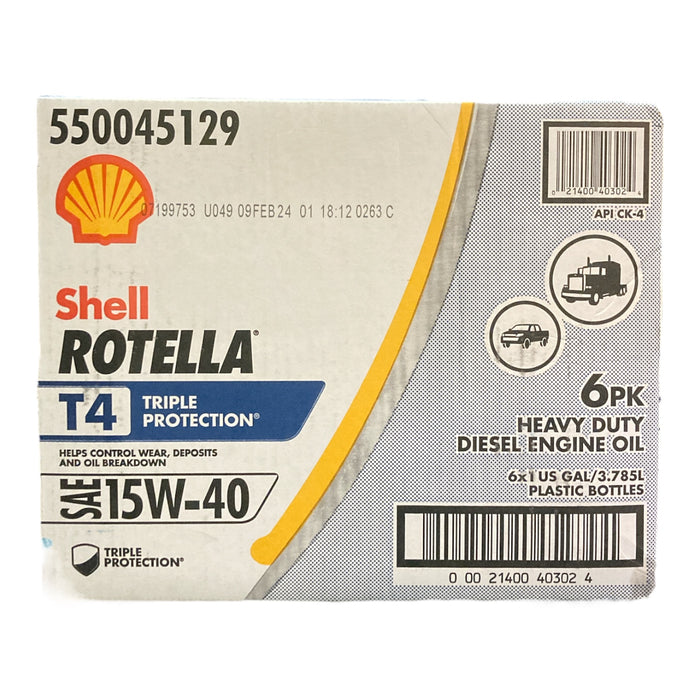 550045129
07199753 U049 09FEB24 01 18:12 0263 C
Shell
ROTELLA®
T4 TRIPLE
PROTECTION®
HELPS CONTROL WEAR, DEPOSITS
AND OIL BREAKDOWN
SAE 15W-40
TRIPLE
PROTECTION®
0 21400 40302 4
API CK-4
6PK
HEAVY DUTY
DIESEL ENGINE OIL
6x1 US GAL/3.785L
PLASTIC BOTTLES
0 00 21400 40302 4